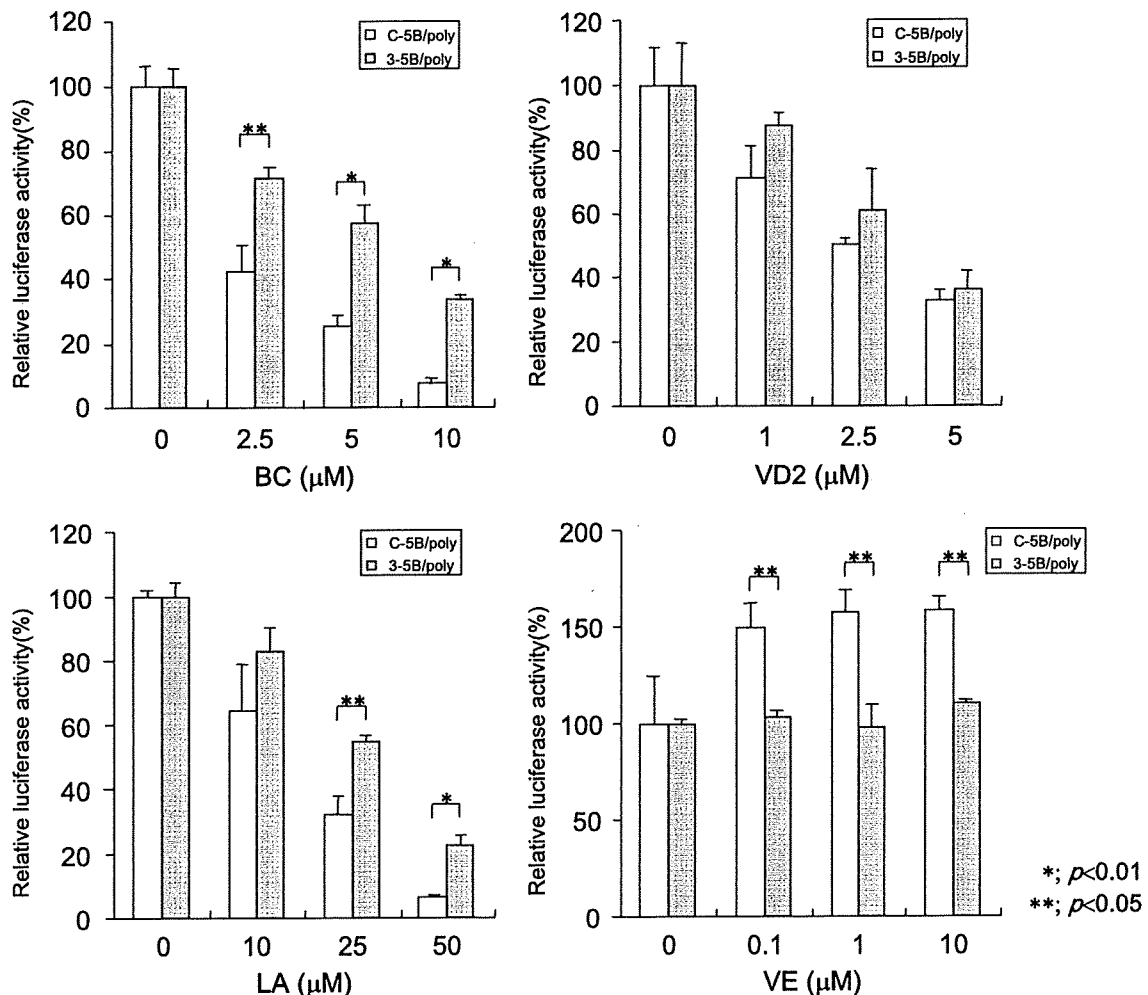 Relative luciferase activity(%)
120
100
80
60
40
20
0
C-5B/poly
3-5B/poly
**
*
*
0 2.5 5 10
BC (μM)
Relative luciferase activity(%)
120
100
80
60
40
20
0
C-5B/poly
3-5B/poly
0 1 2.5 5
VD2 (μM)
Relative luciferase activity(%)
120
100
80
60
40
20
0
C-5B/poly
3-5B/poly
**
*
0 10 25 50
LA (μM)
Relative luciferase activity(%)
200
150
100
50
0
C-5B/poly
3-5B/poly
** ** **
0 0.1 1 10
VE (μM)
*; p<0.01
**; p<0.05